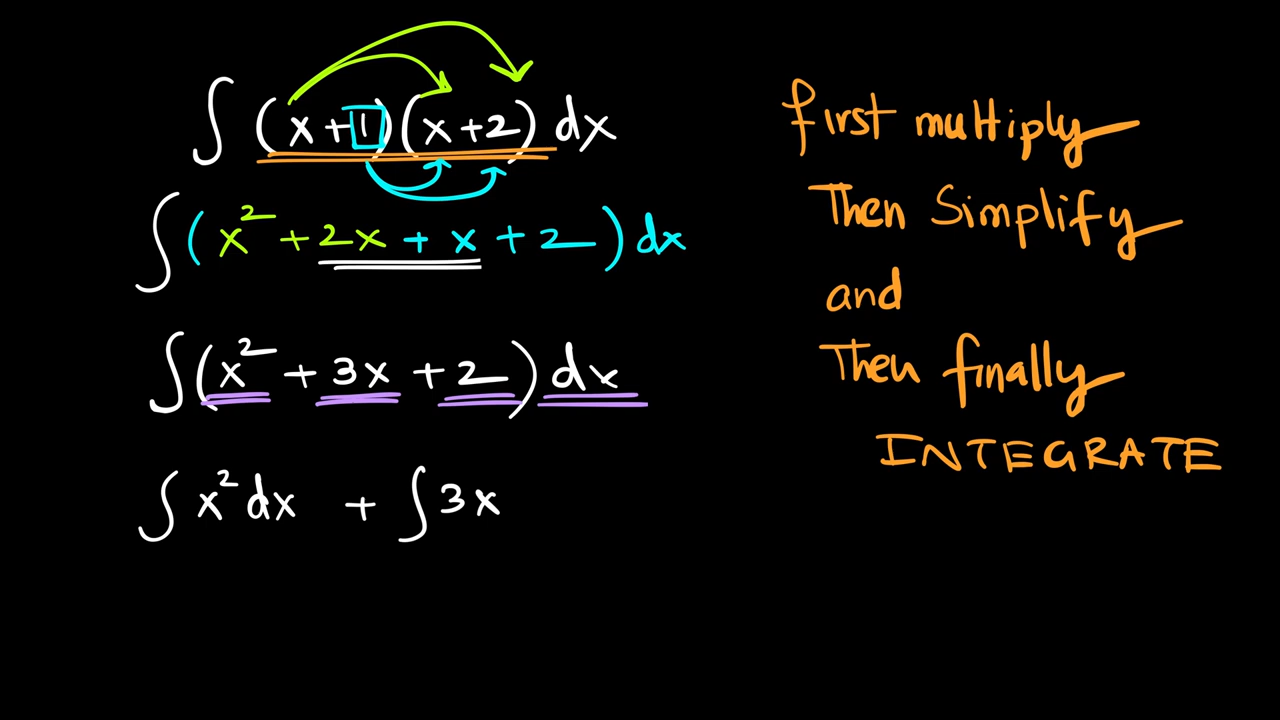 ∫ (x+1)(x+2) dx
∫ (x² + 2x + x + 2) dx
∫ (x² + 3x + 2) dx
∫ x² dx + ∫ 3x
first multiply
Then Simplify
and
Then finally
INTEGRATE